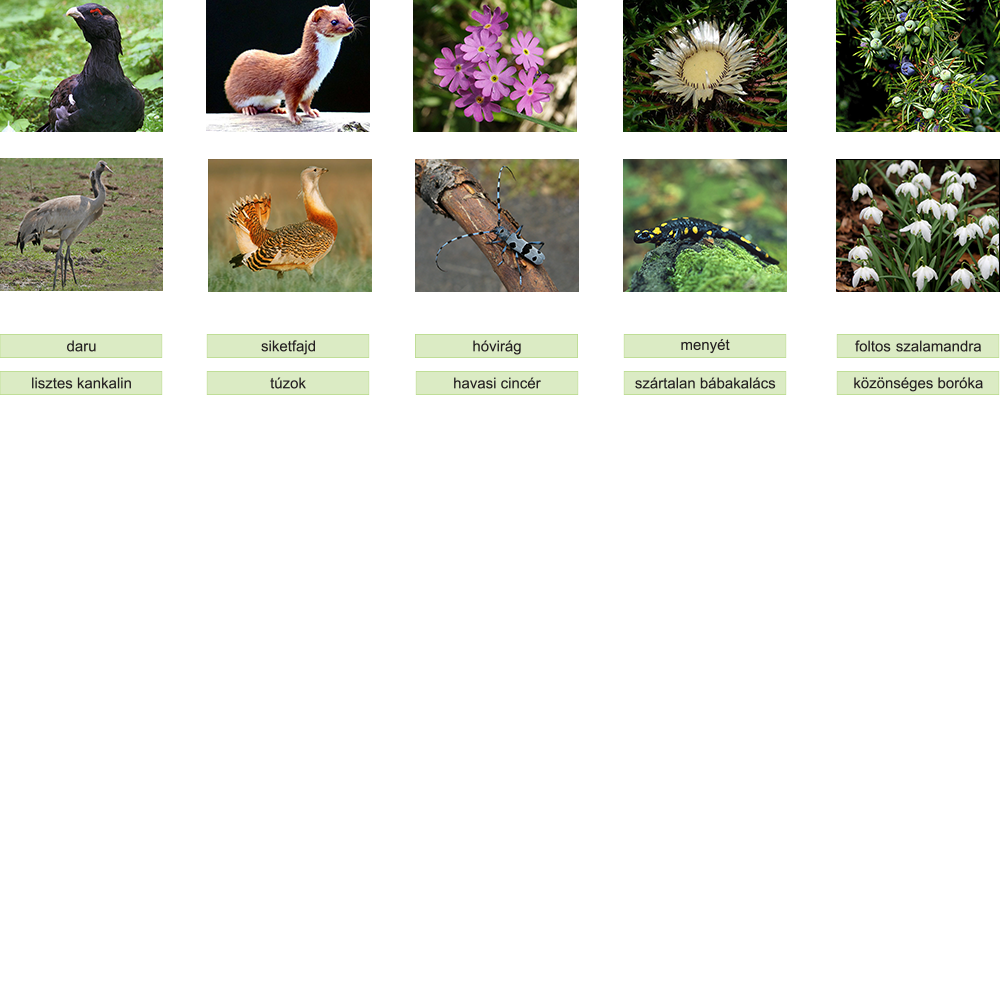 daru
siketfajd
hóvirág
menyét
foltos szalamandra
lisztes kankalin
túzok
havasi cincér
szártalan bábakalács
közönséges boróka